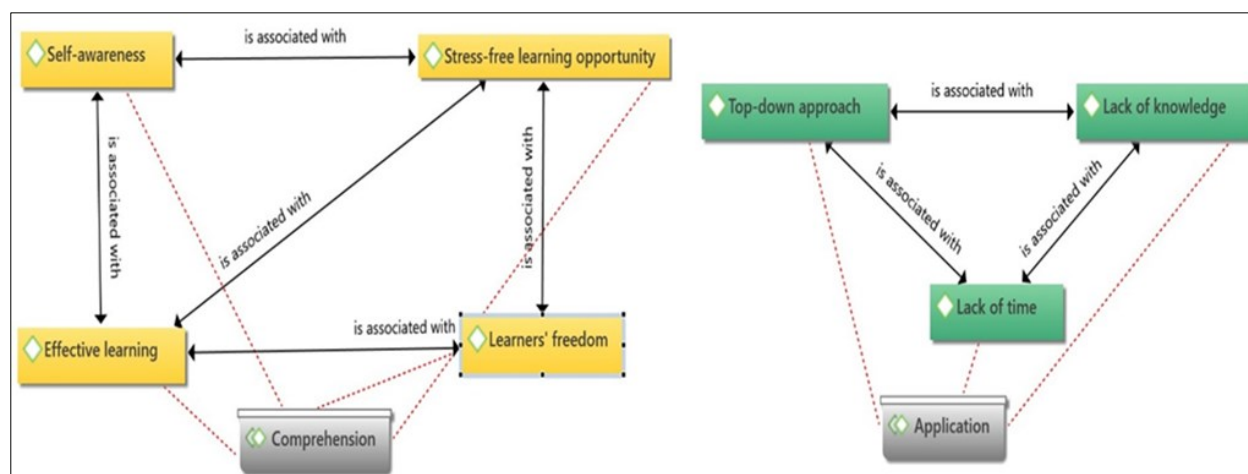 is associated with
Self-awareness
Stress-free learning opportunity
is associated with
is associated with
is associated with
is associated with
Effective learning
Learners' freedom
Comprehension
is associated with
Top-down approach
Lack of knowledge
is associated with
is associated with
Lack of time
Application